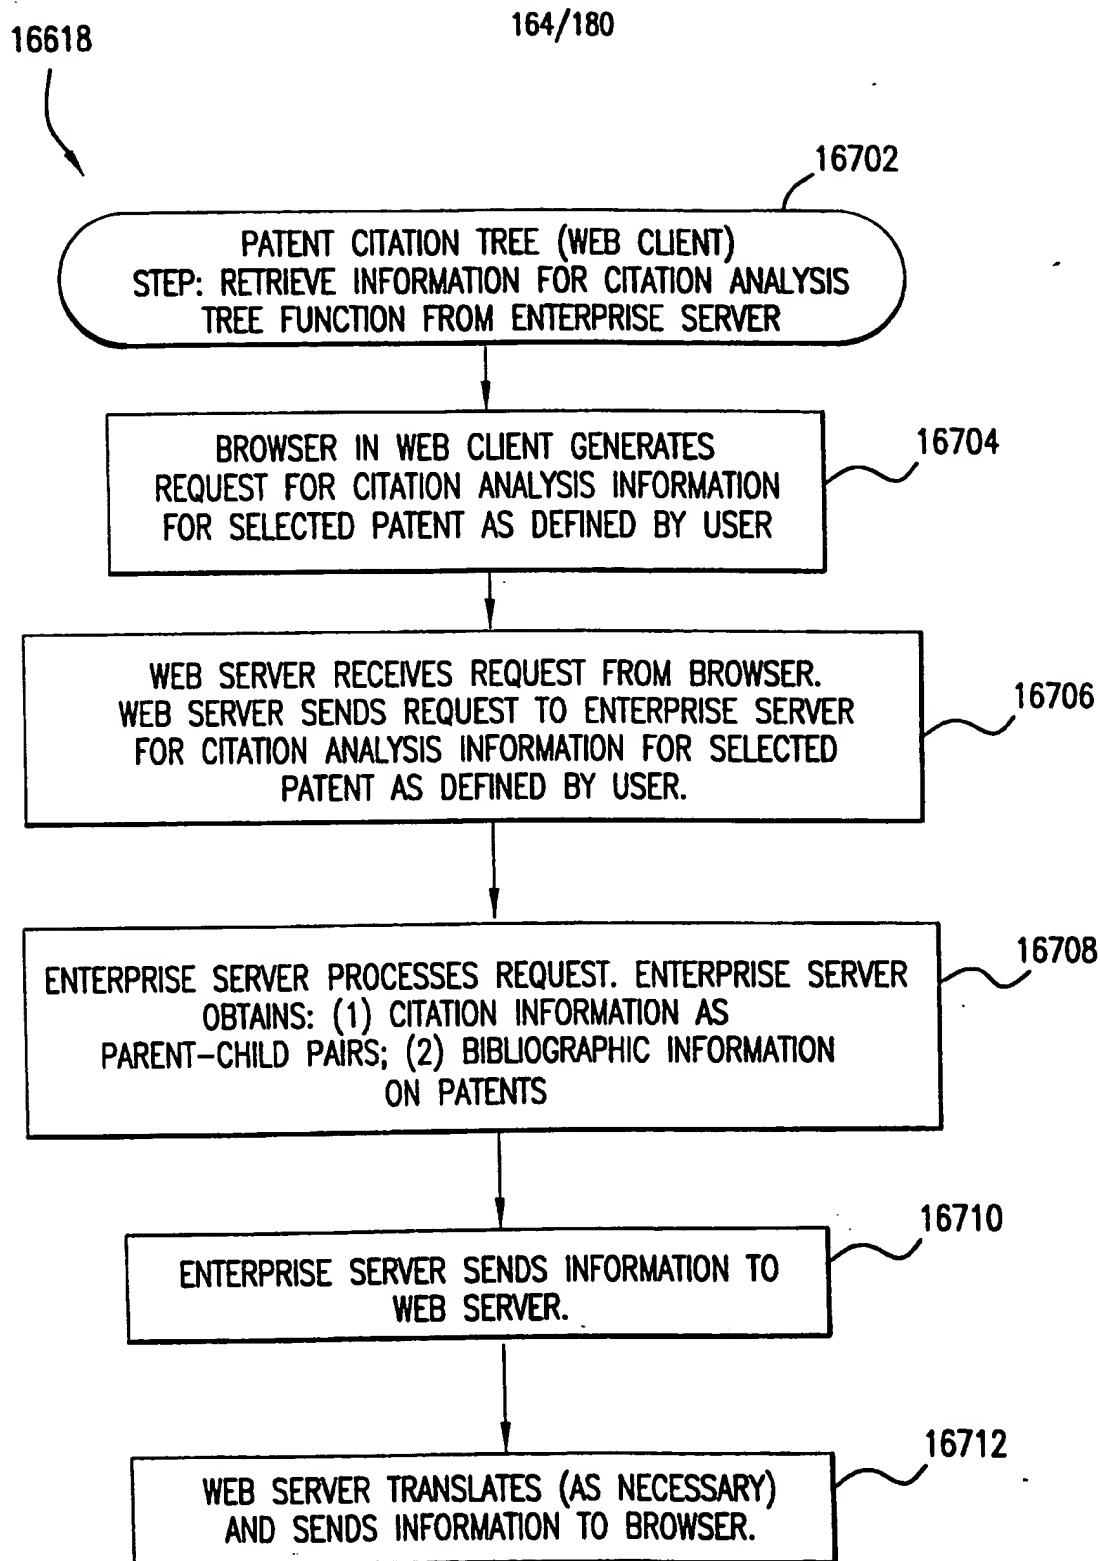 164/180
16618
16702
PATENT CITATION TREE (WEB CLIENT)
STEP: RETRIEVE INFORMATION FOR CITATION ANALYSIS
TREE FUNCTION FROM ENTERPRISE SERVER
BROWSER IN WEB CLIENT GENERATES
REQUEST FOR CITATION ANALYSIS INFORMATION
FOR SELECTED PATENT AS DEFINED BY USER
16704
WEB SERVER RECEIVES REQUEST FROM BROWSER.
WEB SERVER SENDS REQUEST TO ENTERPRISE SERVER
FOR CITATION ANALYSIS INFORMATION FOR SELECTED
PATENT AS DEFINED BY USER.
16706
ENTERPRISE SERVER PROCESSES REQUEST. ENTERPRISE SERVER
OBTAINS: (1) CITATION INFORMATION AS
PARENT-CHILD PAIRS; (2) BIBLIOGRAPHIC INFORMATION
ON PATENTS
16708
ENTERPRISE SERVER SENDS INFORMATION TO
WEB SERVER.
16710
WEB SERVER TRANSLATES (AS NECESSARY)
AND SENDS INFORMATION TO BROWSER.
16712